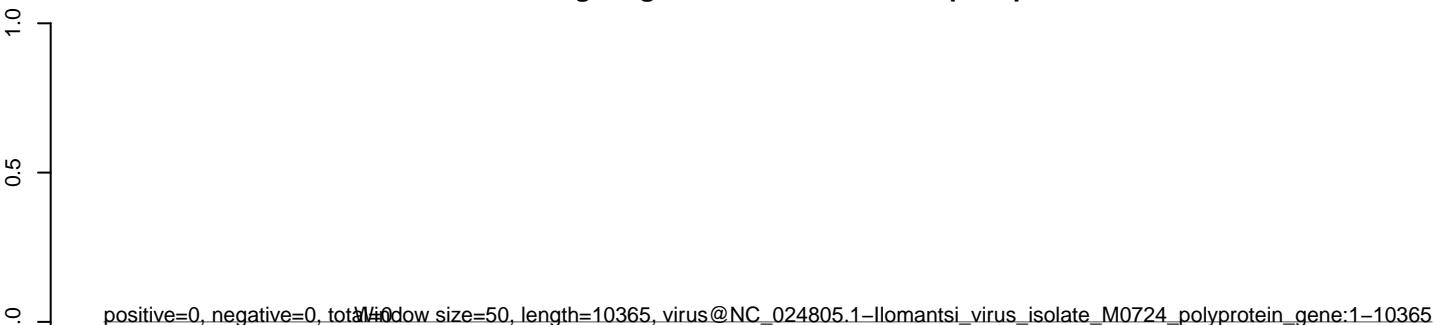 1.0
0.5
positive=0, negative=0, total=0
Window size=50, length=10365, virus@NC_024805.1−Ilomantsi_virus_isolate_M0724_polyprotein_gene:1−10365
.0